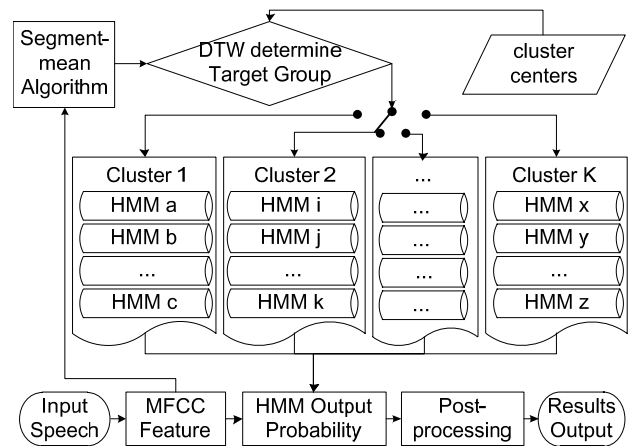 Segment-
mean
Algorithm
DTW determine
Target Group
cluster
centers
Cluster 1
HMM a
HMM b
...
HMM c
Cluster 2
HMM i
HMM j
...
HMM k
...
...
...
...
...
Cluster K
HMM x
HMM y
...
HMM z
Input
Speech
MFCC
Feature
HMM Output
Probability
Post-
processing
Results
Output